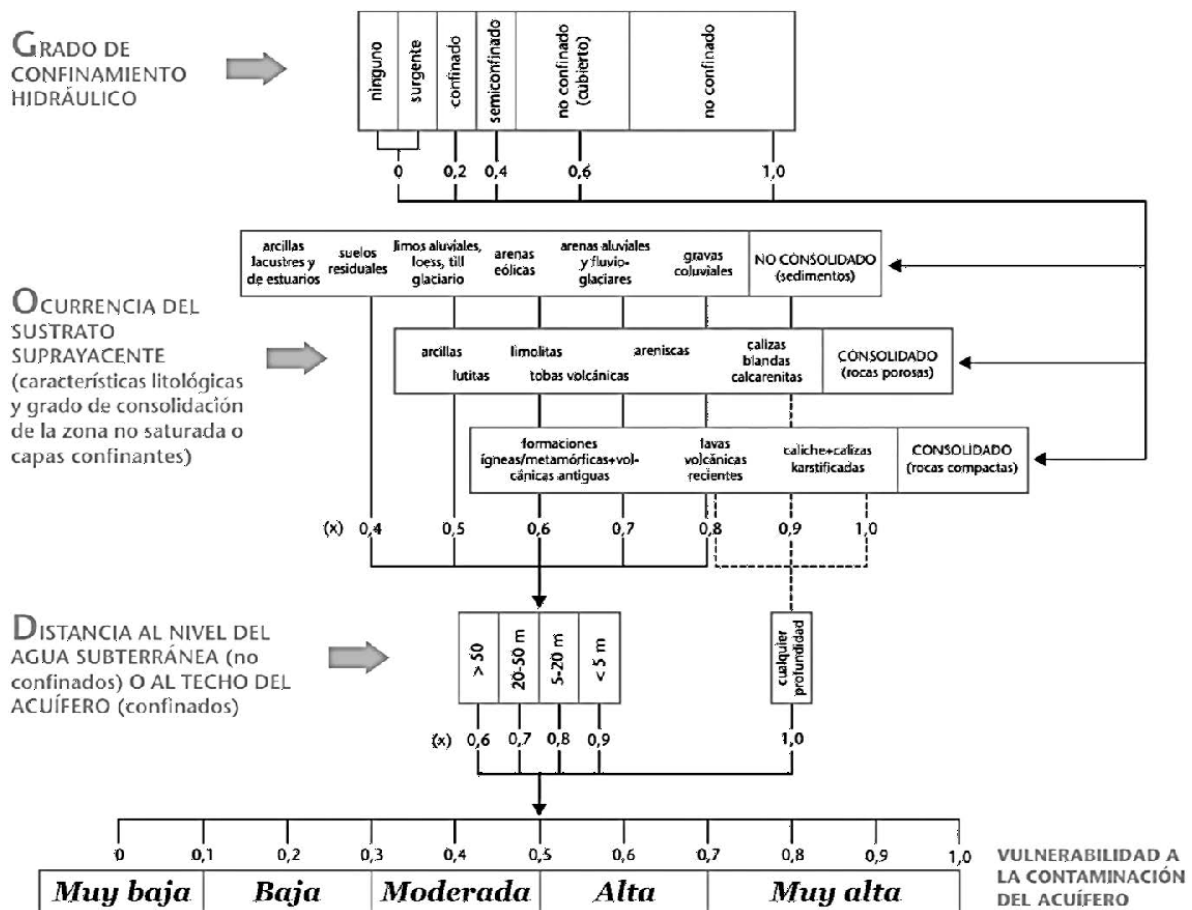 GRADO DE
CONFINAMIENTO
HIDRÁULICO
ninguno
surgente
confinado
semiconfinado
no confinado
(cubierto)
no confinado
0
0,2
0,4
0,6
1,0
OCURRENCIA DEL
SUSTRATO
SUPRAYACENTE
(características litológicas
y grado de consolidación
de la zona no saturada o
capas confinantes)
arcillas
lacustres y
de estuarios
suelos
residuales
limos aluviales,
loess, till
glaciario
arenas
eólicas
arenas aluviales
y fluvio-
glaciares
gravas
coluviales
NO CONSOLIDADO
(sedimentos)
arcillas
lutitas
limolitas
tobas volcánicas
areniscas
calizas
blandas
calcarenitas
CONSOLIDADO
(rocas porosas)
formaciones
ígneas/metamórficas+vol-
cánicas antiguas
lavas
volcánicas
recientes
caliche+calizas
karstificadas
CONSOLIDADO
(rocas compactas)
(x) 0,4
0,5
0,6
0,7
0,8
0,9
1,0
DISTANCIA AL NIVEL DEL
AGUA SUBTERRÁNEA (no
confinados) O AL TECHO DEL
ACUÍFERO (confinados)
> 50
20-50 m
5-20 m
< 5 m
cualquier
profundidad
(x) 0,6
0,7
0,8
0,9
1,0
0
0,1
0,2
0,3
0,4
0,5
0,6
0,7
0,8
0,9
1,0
Muy baja
Baja
Moderada
Alta
Muy alta
VULNERABILIDAD A
LA CONTAMINACIÓN
DEL ACUÍFERO